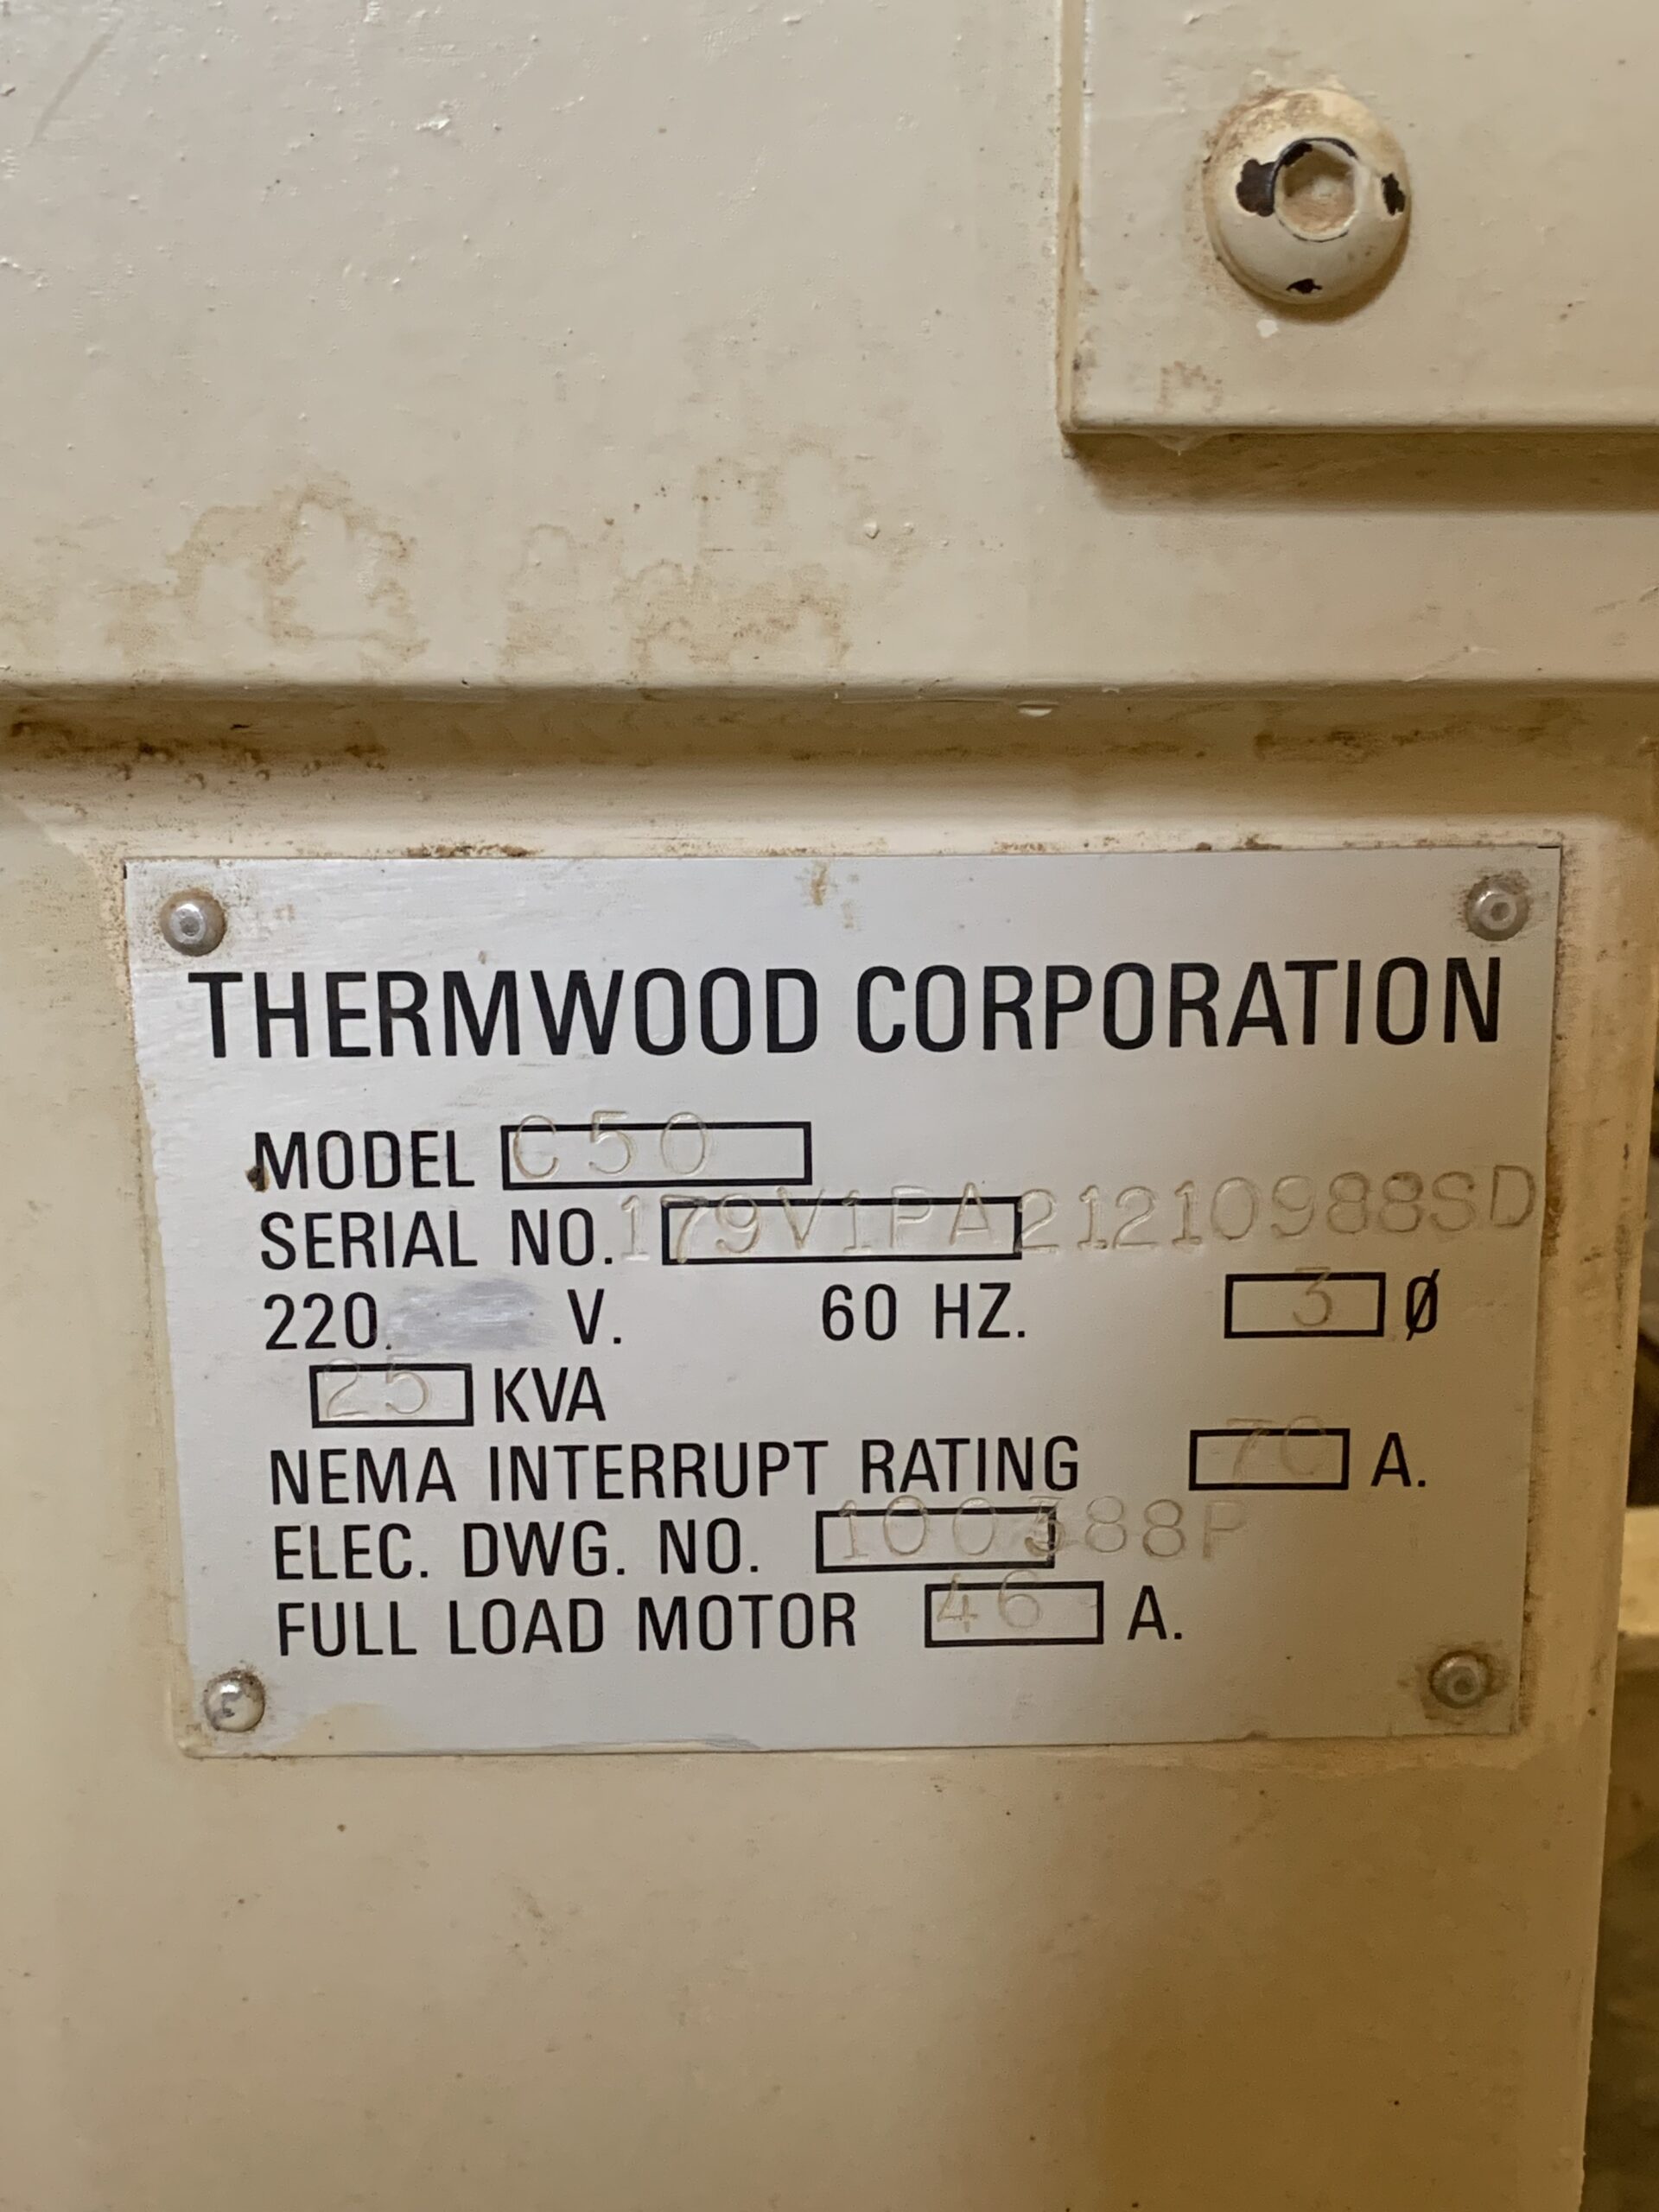 THERMWOOD CORPORATION
MODEL C50
SERIAL NO. 179V1PA21210988SD
220 V. 60 HZ. 3 Ø
25 KVA
NEMA INTERRUPT RATING 70 A.
ELEC. DWG. NO. 100388P
FULL LOAD MOTOR 46 A.